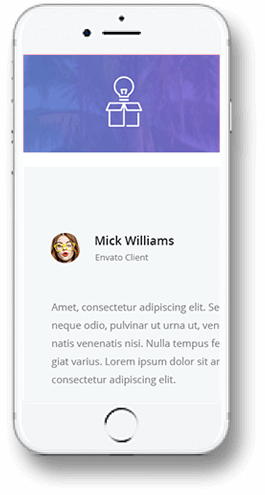 Mick Williams
Envato Client
Amet, consectetur adipiscing elit. Se
neque odio, pulvinar ut urna ut, ven
natis venenatis nisi. Nulla tempus fe
giat varius. Lorem ipsum dolor sit ar
consectetur adipiscing elit.